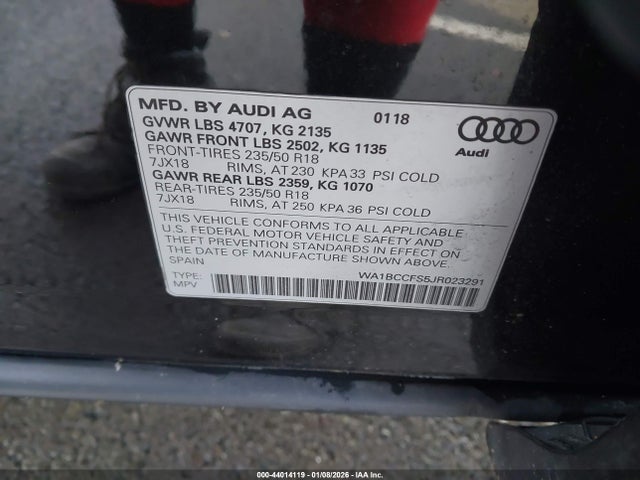 MFD. BY AUDI AG 0118
GVWR LBS 4707, KG 2135
GAWR FRONT LBS 2502, KG 1135
FRONT-TIRES 235/50 R18
7JX18 RIMS, AT 230 KPA 33 PSI COLD
GAWR REAR LBS 2359, KG 1070
REAR-TIRES 235/50 R18
7JX18 RIMS, AT 250 KPA 36 PSI COLD
Audi
THIS VEHICLE CONFORMS TO ALL APPLICABLE
U.S. FEDERAL MOTOR VEHICLE SAFETY AND
THEFT PREVENTION STANDARDS IN EFFECT ON
THE DATE OF MANUFACTURE SHOWN ABOVE.
SPAIN WA1BCCFS5JR023291
TYPE:
MPV
000-44014119 | 01/08/2026 - Copyright © IAA, Inc.